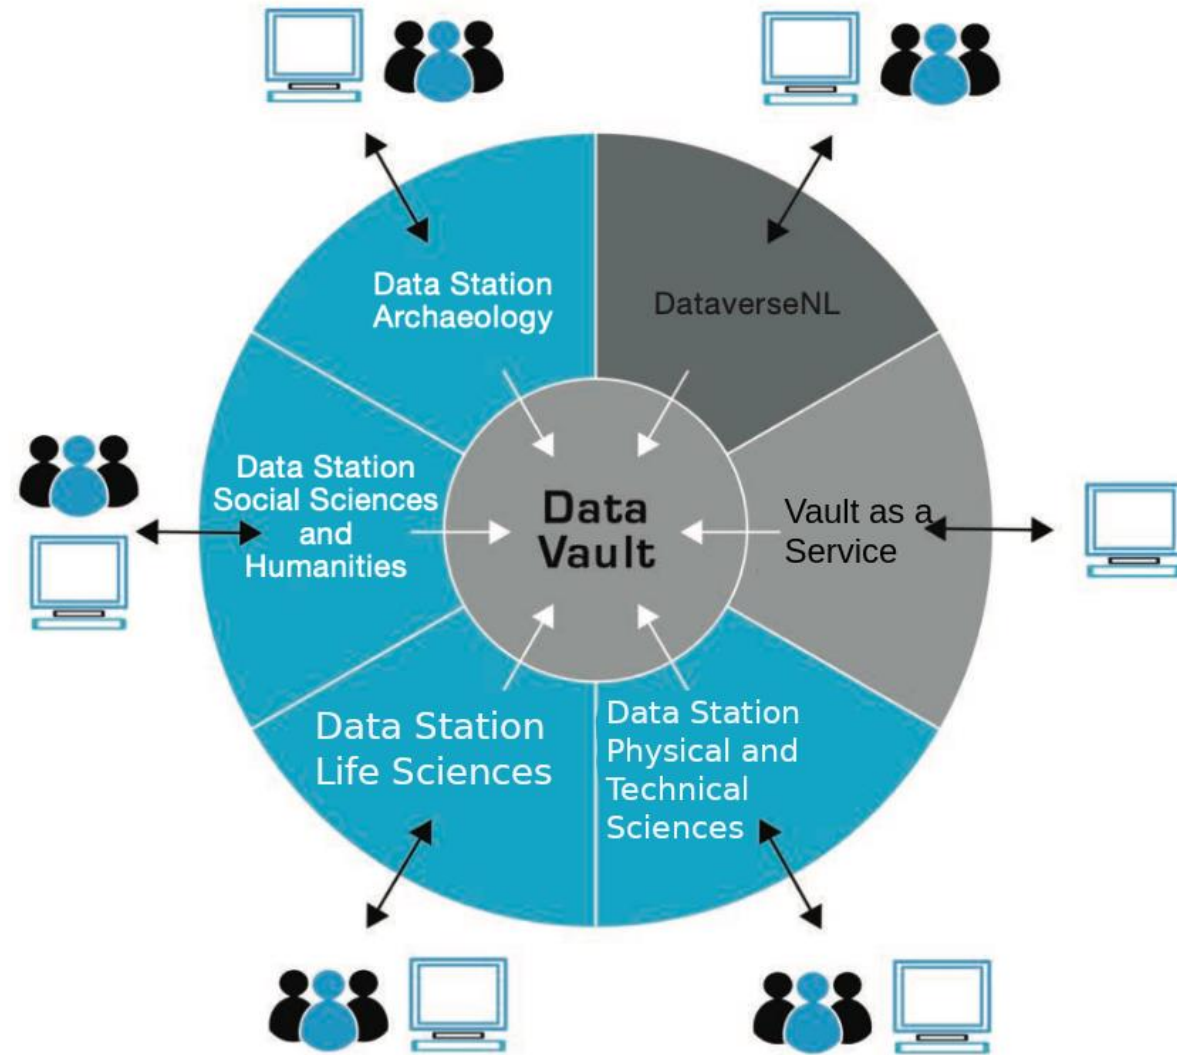 Data Station
Archaeology
DataverseNL
Data Station
Social Sciences
and
Humanities
Data
Vault
Vault as a
Service
Data Station
Life Sciences
Data Station
Physical and
Technical
Sciences